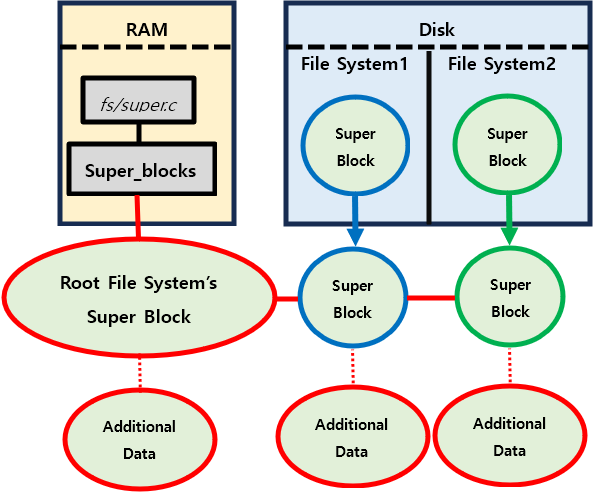 RAM
fs/super.c
Super_blocks
Disk
File System1
File System2
Super
Block
Super
Block
Root File System's
Super Block
Super
Block
Super
Block
Additional
Data
Additional
Data
Additional
Data